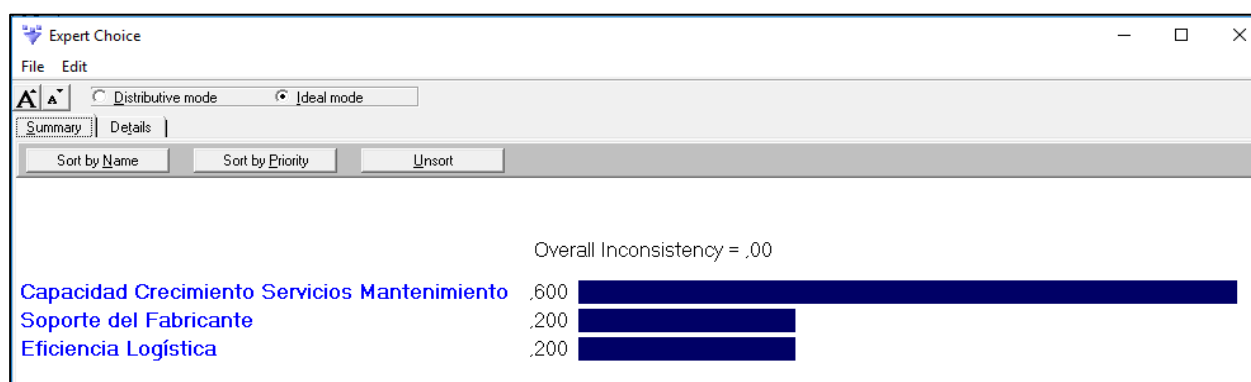 Expert Choice
File Edit
A A Distributive mode Ideal mode
Summary Details
Sort by Name Sort by Priority Unsort
Overall Inconsistency = ,00
Capacidad Crecimiento Servicios Mantenimiento ,600
Soporte del Fabricante ,200
Eficiencia Logística ,200